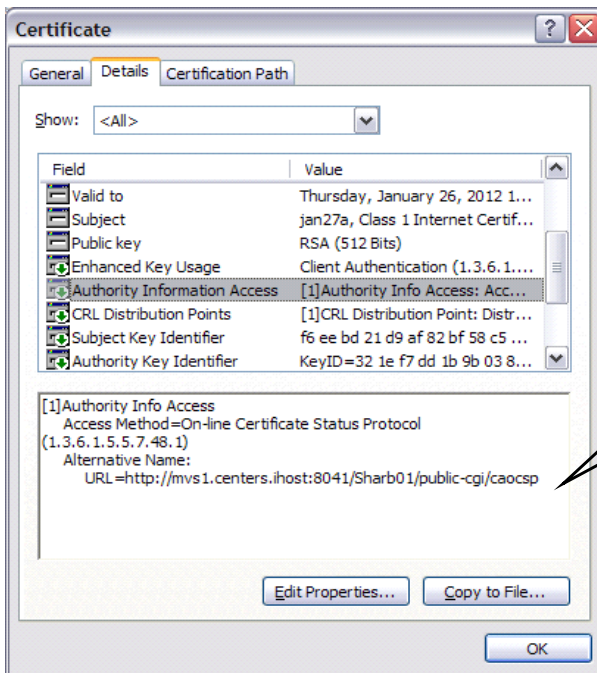 Certificate
General Details Certification Path
Show: <All>
Field Value
Valid to Thursday, January 26, 2012 1...
Subject jan27a, Class 1 Internet Certif...
Public key RSA (512 Bits)
Enhanced Key Usage Client Authentication (1.3.6.1....
Authority Information Access [1]Authority Info Access: Acc...
CRL Distribution Points [1]CRL Distribution Point: Distr...
Subject Key Identifier f6 ee bd 21 d9 af 82 bf 58 c5 ...
Authority Key Identifier KeyID=32 1e f7 dd 1b 9b 03 8...
[1]Authority Info Access
Access Method=On-line Certificate Status Protocol
(1.3.6.1.5.5.7.48.1)
Alternative Name:
URL=http://mvs1.centers.ihost:8041/Sharb01/public-cgi/caocsp
Edit Properties... Copy to File...
OK